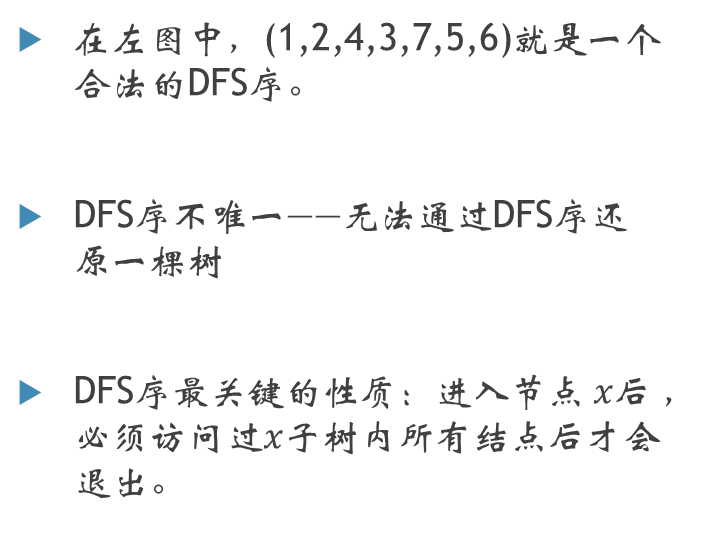 在左图中，(1,2,4,3,7,5,6)就是一个
合法的DFS序。
DFS序不唯一——无法通过DFS序还
原一棵树
DFS序最关键的性质：进入节点 x后，
必须访问过x子树内所有结点后才会
退出。